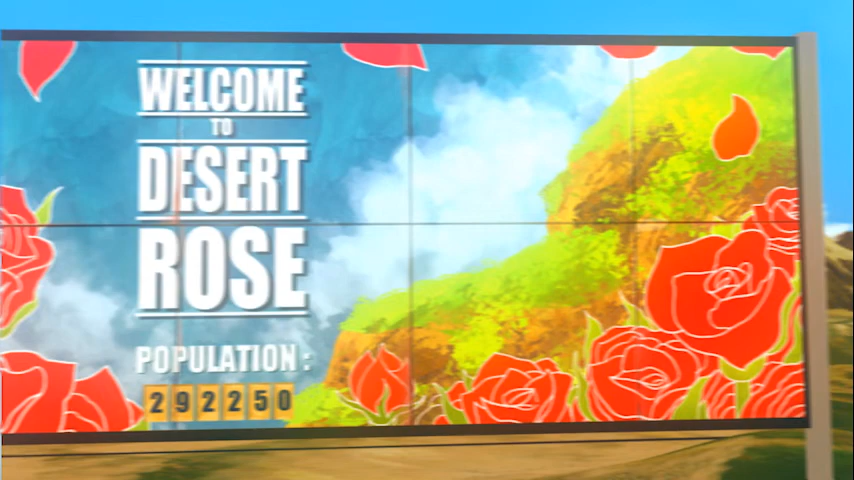 WELCOME
TO
DESERT
ROSE
POPULATION:
292250